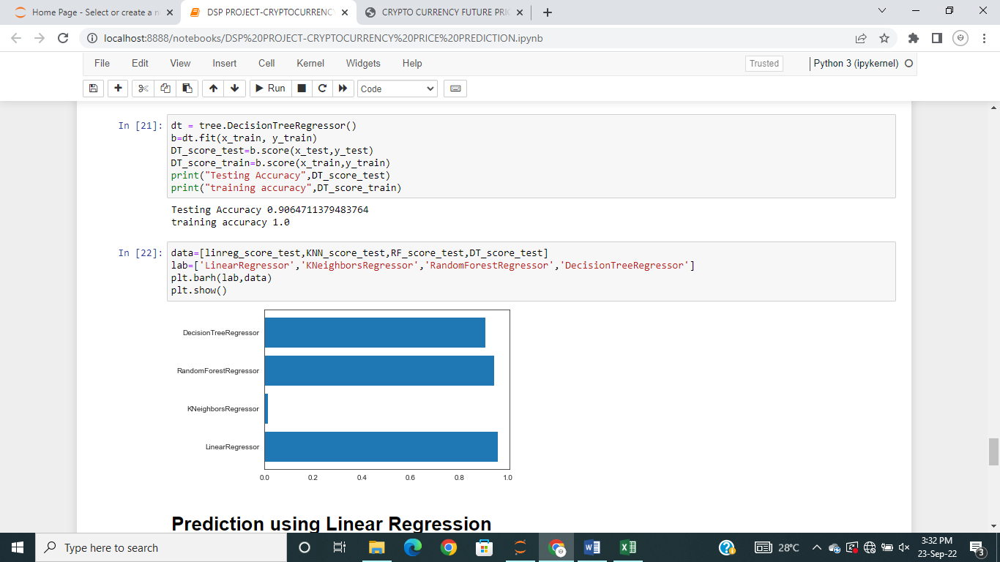 Home Page - Select or create a n
DSP PROJECT-CRYPTOCURRENCY
CRYPTO CURRENCY FUTURE PRIC
localhost:8888/notebooks/DSP%20PROJECT-CRYPTOCURRENCY%20PRICE%20PREDICTION.ipynb
File Edit View Insert Cell Kernel Widgets Help Trusted Python 3 (ipykernel)
Run Code
In [21]: dt = tree.DecisionTreeRegressor()
b=dt.fit(x_train, y_train)
DT_score_test=b.score(x_test,y_test)
DT_score_train=b.score(x_train,y_train)
print("Testing Accuracy",DT_score_test)
print("training accuracy",DT_score_train)
Testing Accuracy 0.9064711379483764
training accuracy 1.0
In [22]: data=[linreg_score_test,KNN_score_test,RF_score_test,DT_score_test]
lab=['LinearRegressor','KNeighborsRegressor','RandomForestRegressor','DecisionTreeRegressor']
plt.barh(lab,data)
plt.show()
DecisionTreeRegressor
RandomForestRegressor
KNeighborsRegressor
LinearRegressor
0.0 0.2 0.4 0.6 0.8 1.0
Prediction using Linear Regression
Type here to search
28°C
3:32 PM
23-Sep-22
3